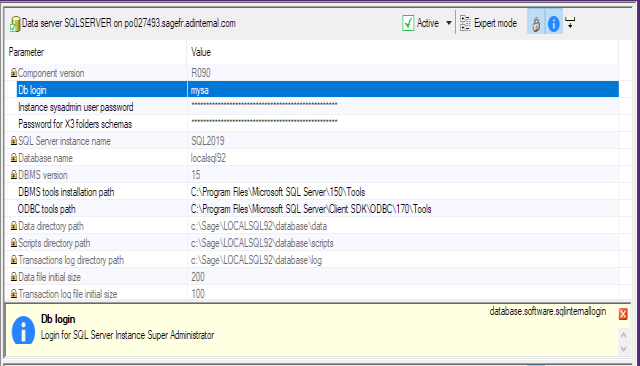 Data server SQLSERVER on po027493.sagefr.adinternal.com Active Expert mode
Parameter Value
Component version R090
Db login mysa
Instance sysadmin user password **************************************************
Password for X3 folders schemas **************************************************
SQL Server instance name SQL2019
Database name localsql92
DBMS version 15
DBMS tools installation path C:\Program Files\Microsoft SQL Server\150\Tools
ODBC tools path C:\Program Files\Microsoft SQL Server\Client SDK\ODBC\170\Tools
Data directory path c:\Sage\LOCALSQL92\database\data
Scripts directory path c:\Sage\LOCALSQL92\database\scripts
Transactions log directory path c:\Sage\LOCALSQL92\database\log
Data file initial size 200
Transaction log file initial size 100
Db login database.software.sqlinternallogin
Login for SQL Server Instance Super Administrator